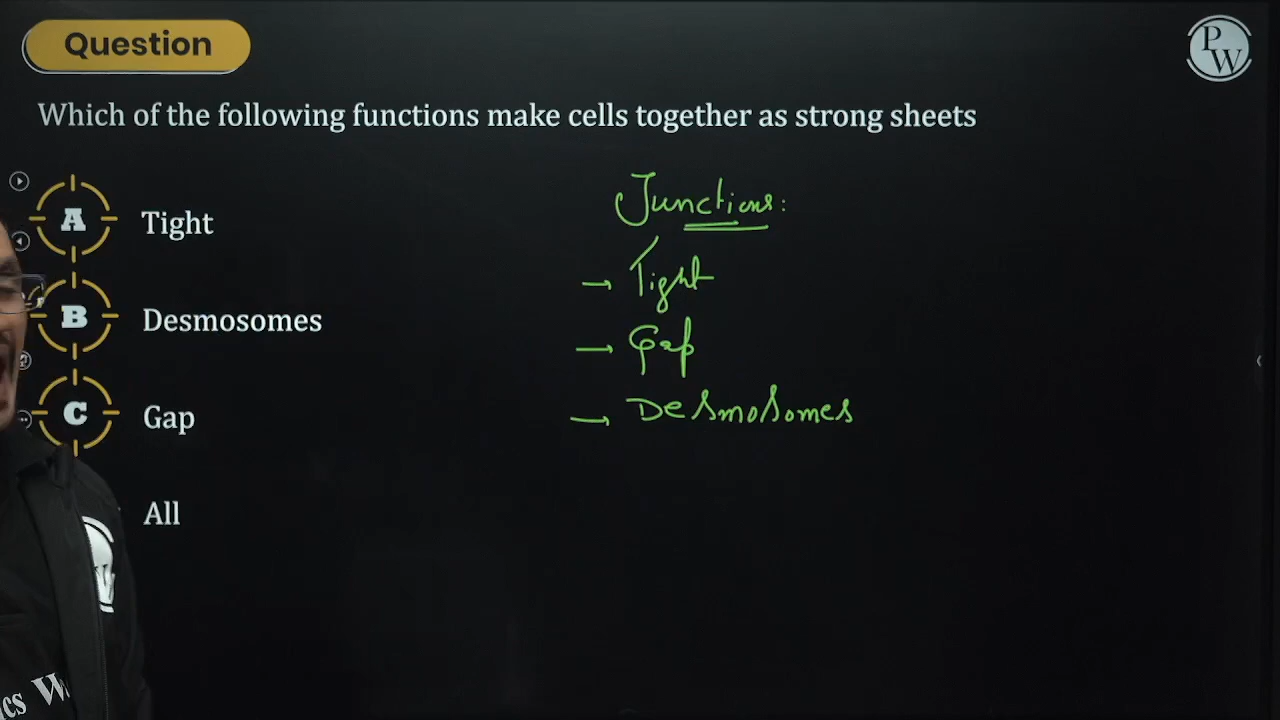 Question
PW
Which of the following functions make cells together as strong sheets
A Tight
B Desmosomes
C Gap
All
Junctions:
→ Tight
→ Gap
→ Desmosomes